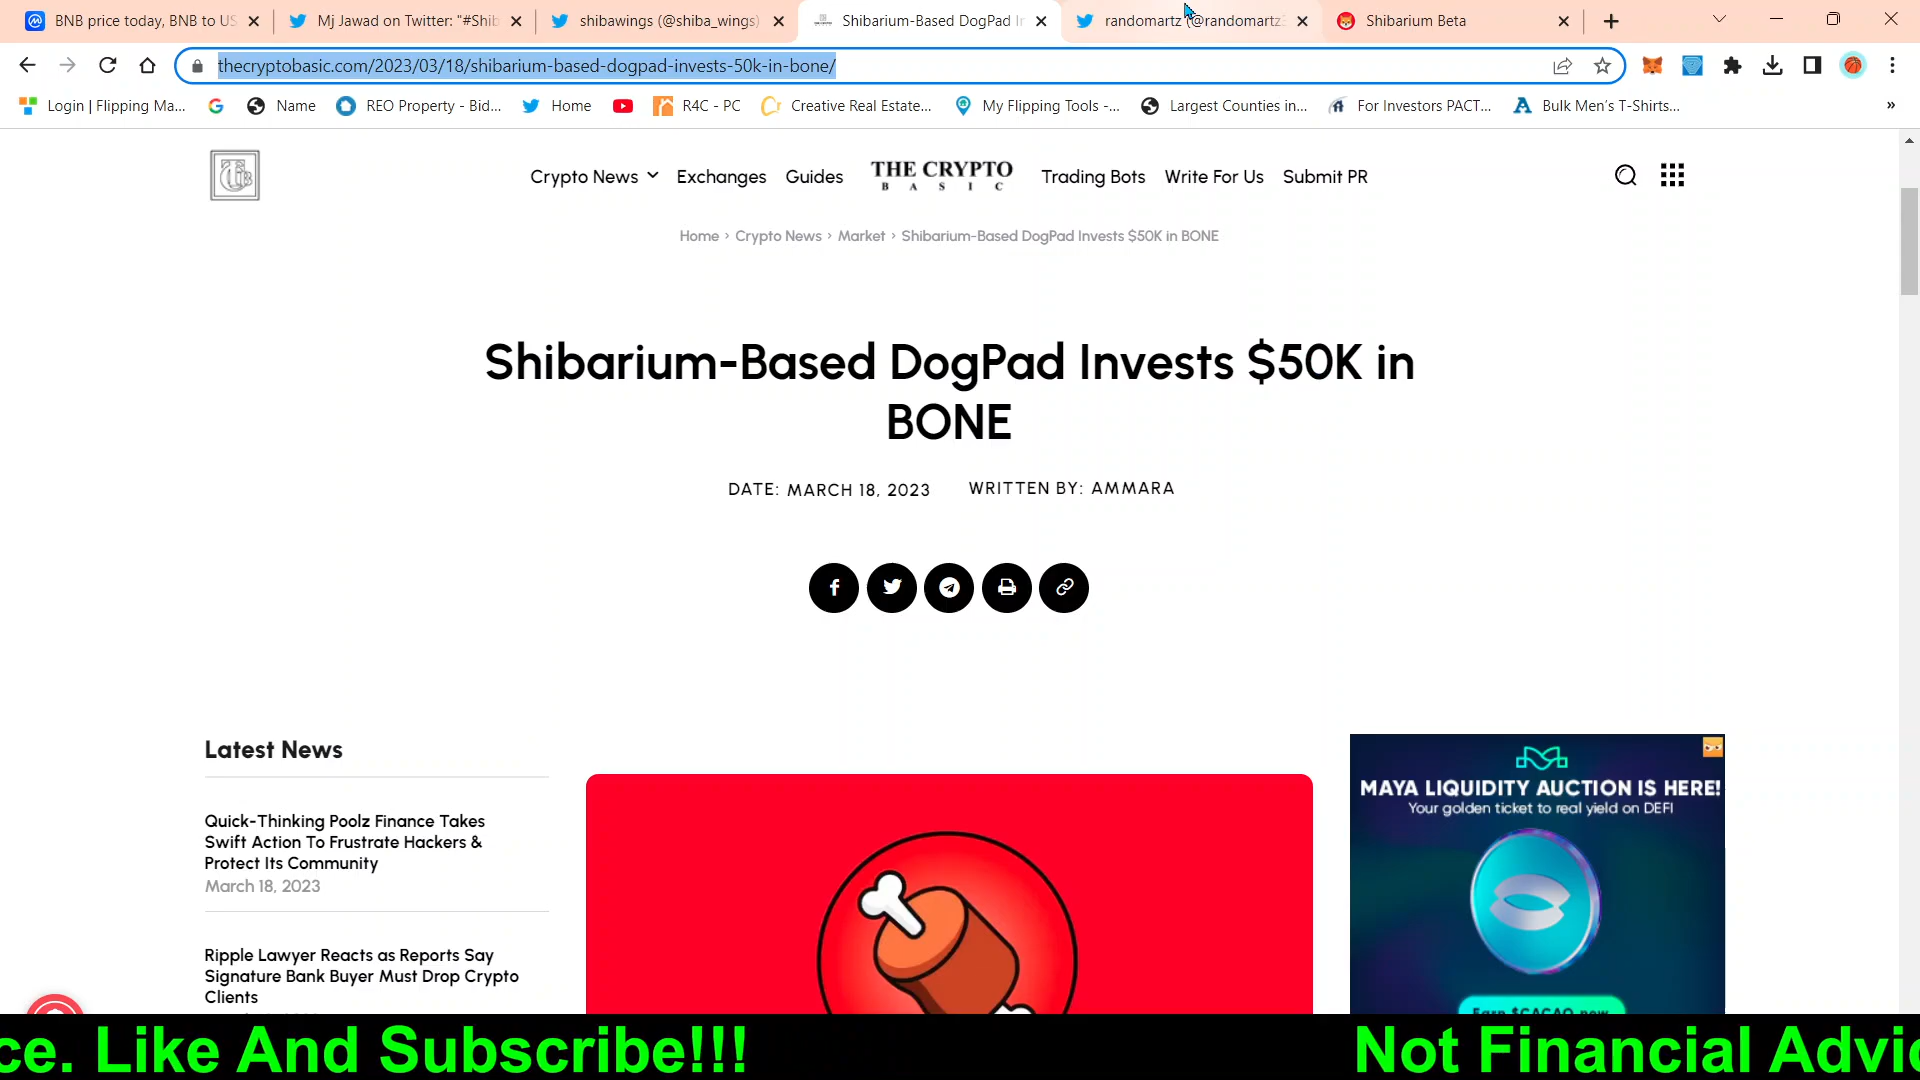 BNB price today, BNB to US
Mj Jawad on Twitter: "#Shib
shibawings (@shiba_wings)
Shibarium-Based DogPad In
randomartz (@randomartz
Shibarium Beta
thecryptobasic.com/2023/03/18/shibarium-based-dogpad-invests-50k-in-bone/
Login | Flipping Ma...
Name
REO Property - Bid...
Home
R4C - PC
Creative Real Estate...
My Flipping Tools -...
Largest Counties in...
For Investors PACT...
Bulk Men's T-Shirts...
»
Crypto News
Exchanges
Guides
THE CRYPTO
BASIC
Trading Bots
Write For Us
Submit PR
Home › Crypto News › Market › Shibarium-Based DogPad Invests $50K in BONE
Shibarium-Based DogPad Invests $50K in
BONE
DATE: MARCH 18, 2023
WRITTEN BY: AMMARA
Latest News
Quick-Thinking Poolz Finance Takes
Swift Action To Frustrate Hackers &
Protect Its Community
March 18, 2023
Ripple Lawyer Reacts as Reports Say
Signature Bank Buyer Must Drop Crypto
Clients
MAYA LIQUIDITY AUCTION IS HERE!
Your golden ticket to real yield on DEFI
Earn $CACAO now
ce. Like And Subscribe!!!
Not Financial Advic